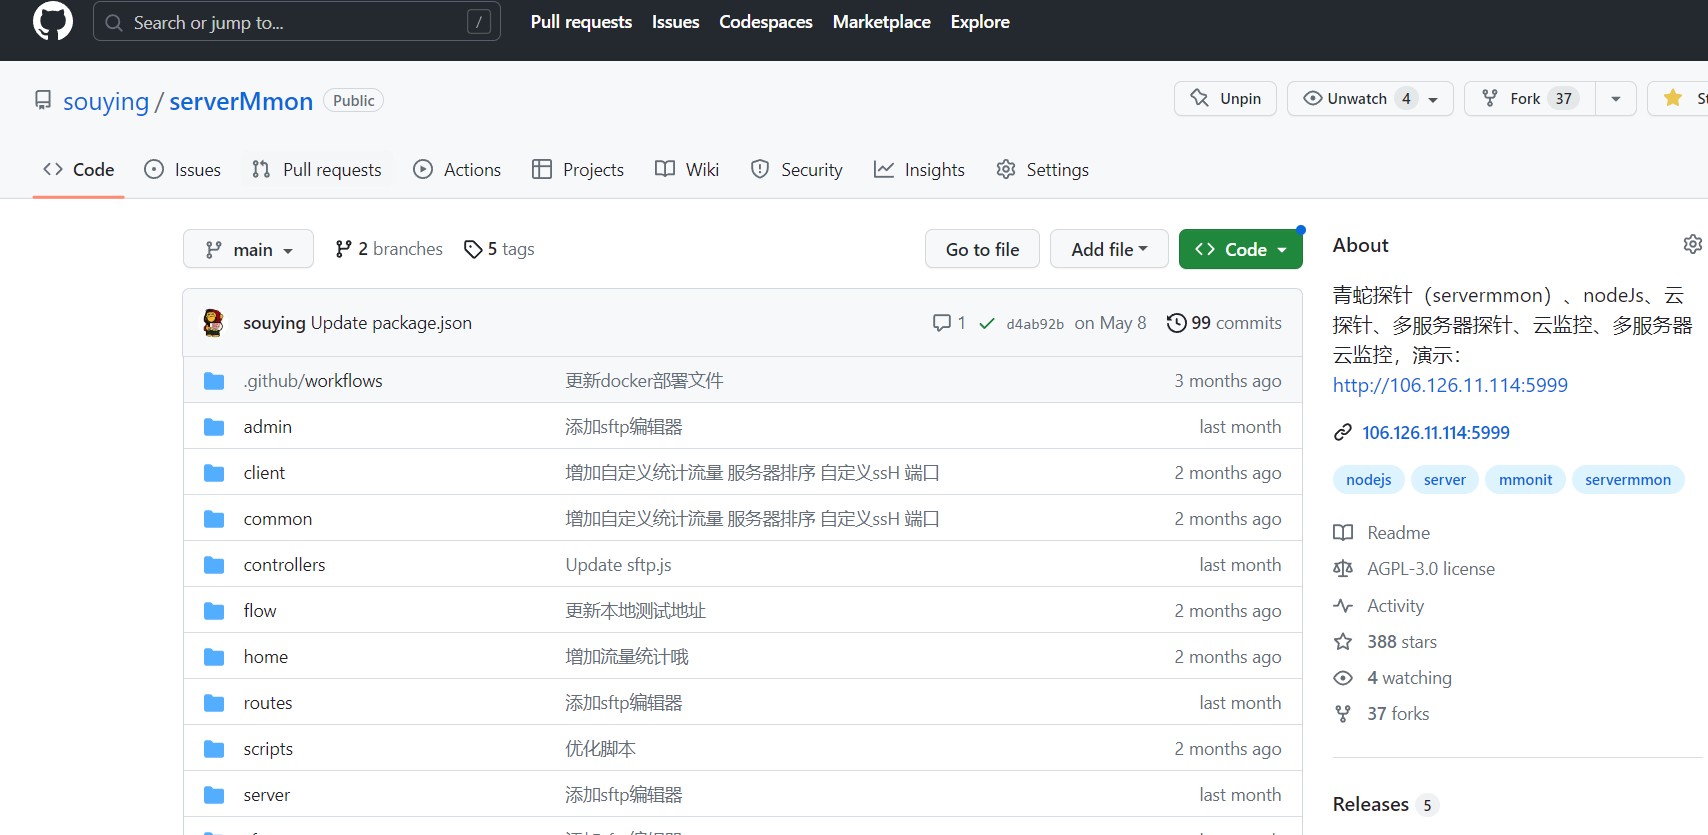 Search or jump to... / Pull requests Issues Codespaces Marketplace Explore
souying / serverMmon Public Unpin Unwatch 4 Fork 37
Code Issues Pull requests Actions Projects Wiki Security Insights Settings
main 2 branches 5 tags Go to file Add file Code
souying Update package.json 1 d4ab92b on May 8 99 commits
.github/workflows 更新docker部署文件 3 months ago
admin 添加sftp编辑器 last month
client 增加自定义统计流量 服务器排序 自定义ssH 端口 2 months ago
common 增加自定义统计流量 服务器排序 自定义ssH 端口 2 months ago
controllers Update sftp.js last month
flow 更新本地测试地址 2 months ago
home 增加流量统计哦 2 months ago
routes 添加sftp编辑器 last month
scripts 优化脚本 2 months ago
server 添加sftp编辑器 last month
About
青蛇探针（servermmon）、nodeJs、云
探针、多服务器探针、云监控、多服务器
云监控，演示：
http://106.126.11.114:5999
106.126.11.114:5999
nodejs server mmonit servermmon
Readme
AGPL-3.0 license
Activity
388 stars
4 watching
37 forks
Releases 5